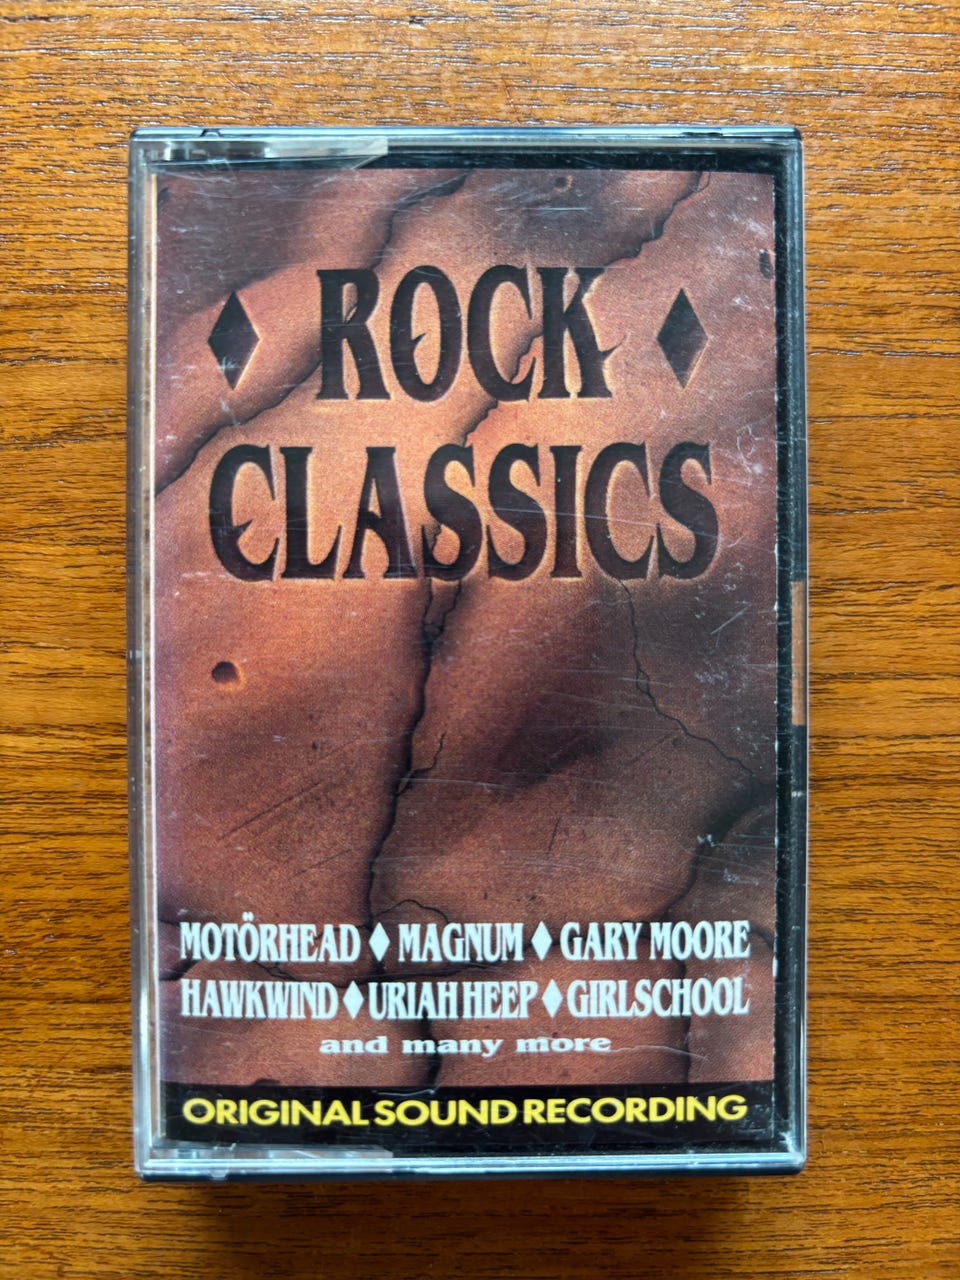 ♦ ROCK ♦
CLASSICS
MOTÖRHEAD ♦ MAGNUM ♦ GARY MOORE
HAWKWIND ♦ URIAH HEEP ♦ GIRLSCHOOL
and many more
ORIGINAL SOUND RECORDING